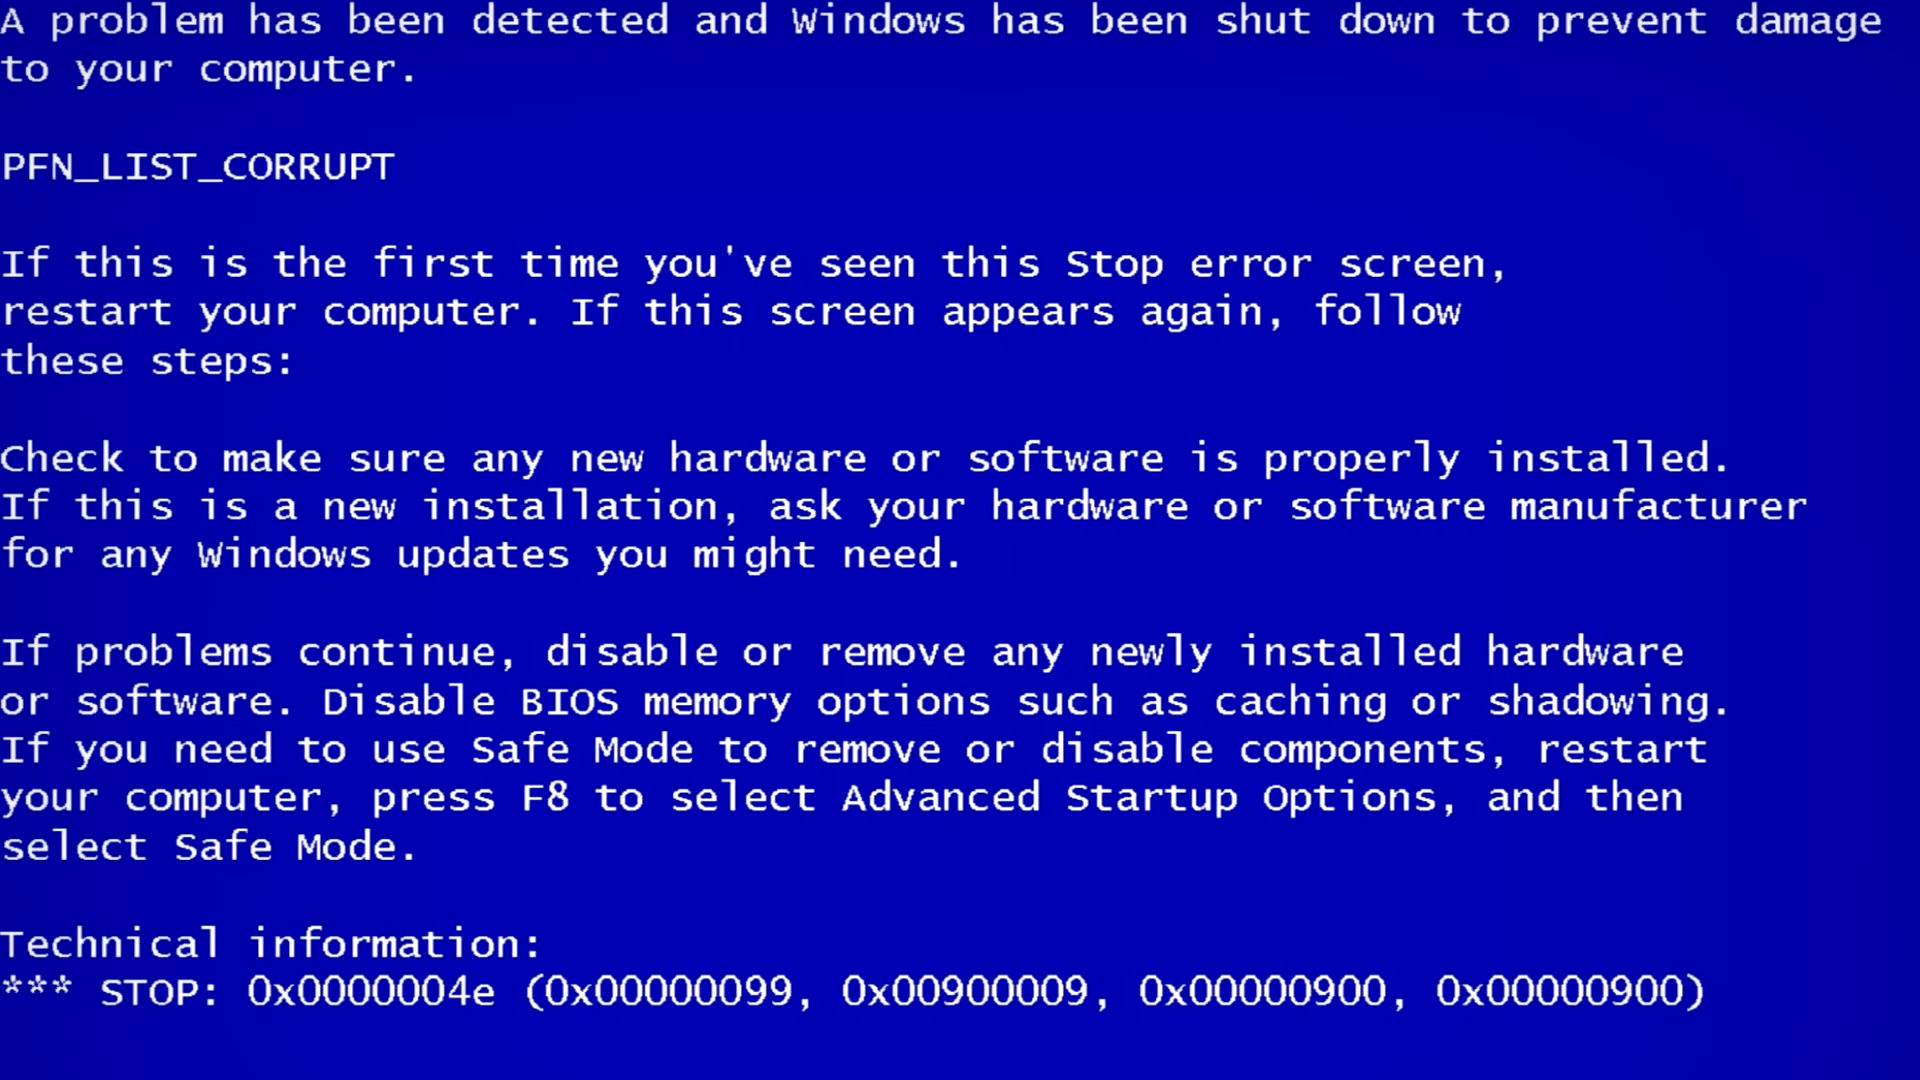 A problem has been detected and Windows has been shut down to prevent damage
to your computer.
PFN_LIST_CORRUPT
If this is the first time you've seen this Stop error screen,
restart your computer. If this screen appears again, follow
these steps:
Check to make sure any new hardware or software is properly installed.
If this is a new installation, ask your hardware or software manufacturer
for any Windows updates you might need.
If problems continue, disable or remove any newly installed hardware
or software. Disable BIOS memory options such as caching or shadowing.
If you need to use Safe Mode to remove or disable components, restart
your computer, press F8 to select Advanced Startup Options, and then
select Safe Mode.
Technical information:
*** STOP: 0x0000004e (0x00000099, 0x00900009, 0x00000900, 0x00000900)